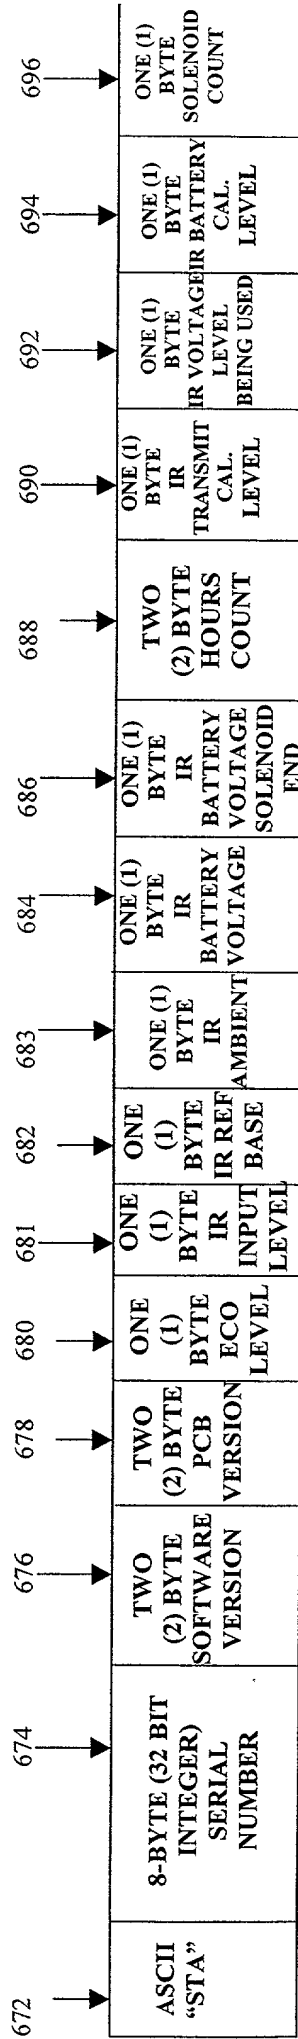 672
674
676
678
680
681
682
683
684
686
688
690
692
694
696
ASCII
“STA”
8-BYTE (32 BIT
INTEGER)
SERIAL
NUMBER
TWO
(2) BYTE
SOFTWARE
VERSION
TWO
(2) BYTE
PCB
VERSION
ONE
(1)
BYTE
ECO
LEVEL
ONE
(1)
BYTE
IR
INPUT
LEVEL
ONE
(1)
BYTE
IR REF
BASE
ONE (1)
BYTE
IR
AMBIENT
ONE (1)
BYTE
IR
BATTERY
VOLTAGE
ONE (1)
BYTE
IR
BATTERY
VOLTAGE
SOLENOID
END
TWO
(2) BYTE
HOURS
COUNT
ONE (1)
BYTE
IR
TRANSMIT
CAL.
LEVEL
ONE (1)
BYTE
IR VOLTAGE
LEVEL
BEING USED
ONE (1)
BYTE
IR BATTERY
CAL.
LEVEL
ONE (1)
BYTE
SOLENOID
COUNT